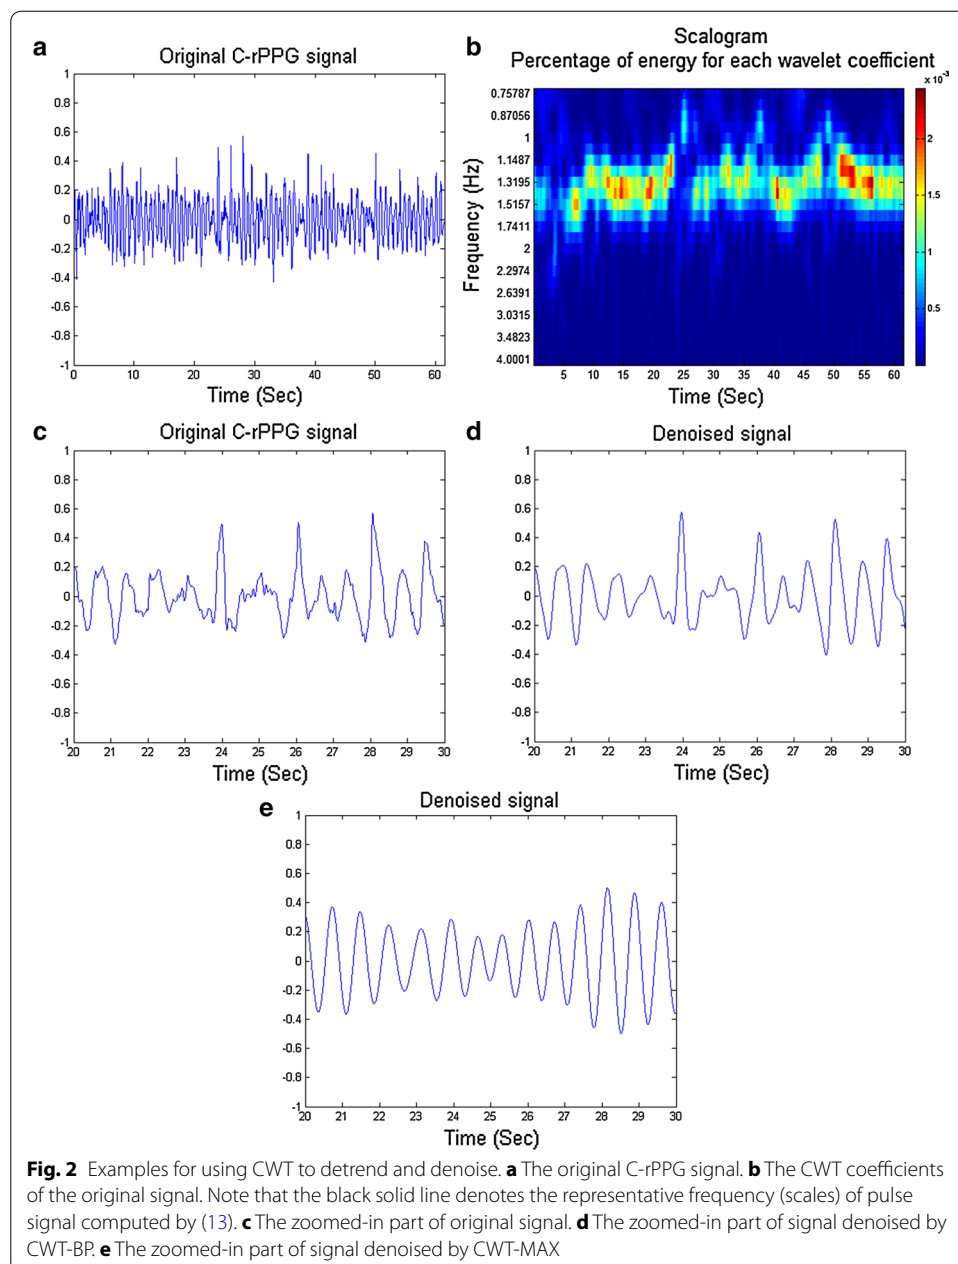 a
Original C-rPPG signal
1
0.8
0.6
0.4
0.2
0
-0.2
-0.4
-0.6
-0.8
-1
0 10 20 30 40 50 60
Time (Sec)
b
Scalogram
Percentage of energy for each wavelet coefficient
x 10⁻³
Frequency (Hz)
0.75787
0.87056
1
1.1487
1.3195
1.5157
1.7411
2
2.2974
2.6391
3.0315
3.4823
4.0001
5 10 15 20 25 30 35 40 45 50 55 60
Time (Sec)
2
1.5
1
0.5
c
Original C-rPPG signal
1
0.8
0.6
0.4
0.2
0
-0.2
-0.4
-0.6
-0.8
-1
20 21 22 23 24 25 26 27 28 29 30
Time (Sec)
d
Denoised signal
1
0.8
0.6
0.4
0.2
0
-0.2
-0.4
-0.6
-0.8
-1
20 21 22 23 24 25 26 27 28 29 30
Time (Sec)
e
Denoised signal
1
0.8
0.6
0.4
0.2
0
-0.2
-0.4
-0.6
-0.8
-1
20 21 22 23 24 25 26 27 28 29 30
Time (Sec)
Fig. 2 Examples for using CWT to detrend and denoise. a The original C-rPPG signal. b The CWT coefficients
of the original signal. Note that the black solid line denotes the representative frequency (scales) of pulse
signal computed by (13). c The zoomed-in part of original signal. d The zoomed-in part of signal denoised by
CWT-BP. e The zoomed-in part of signal denoised by CWT-MAX